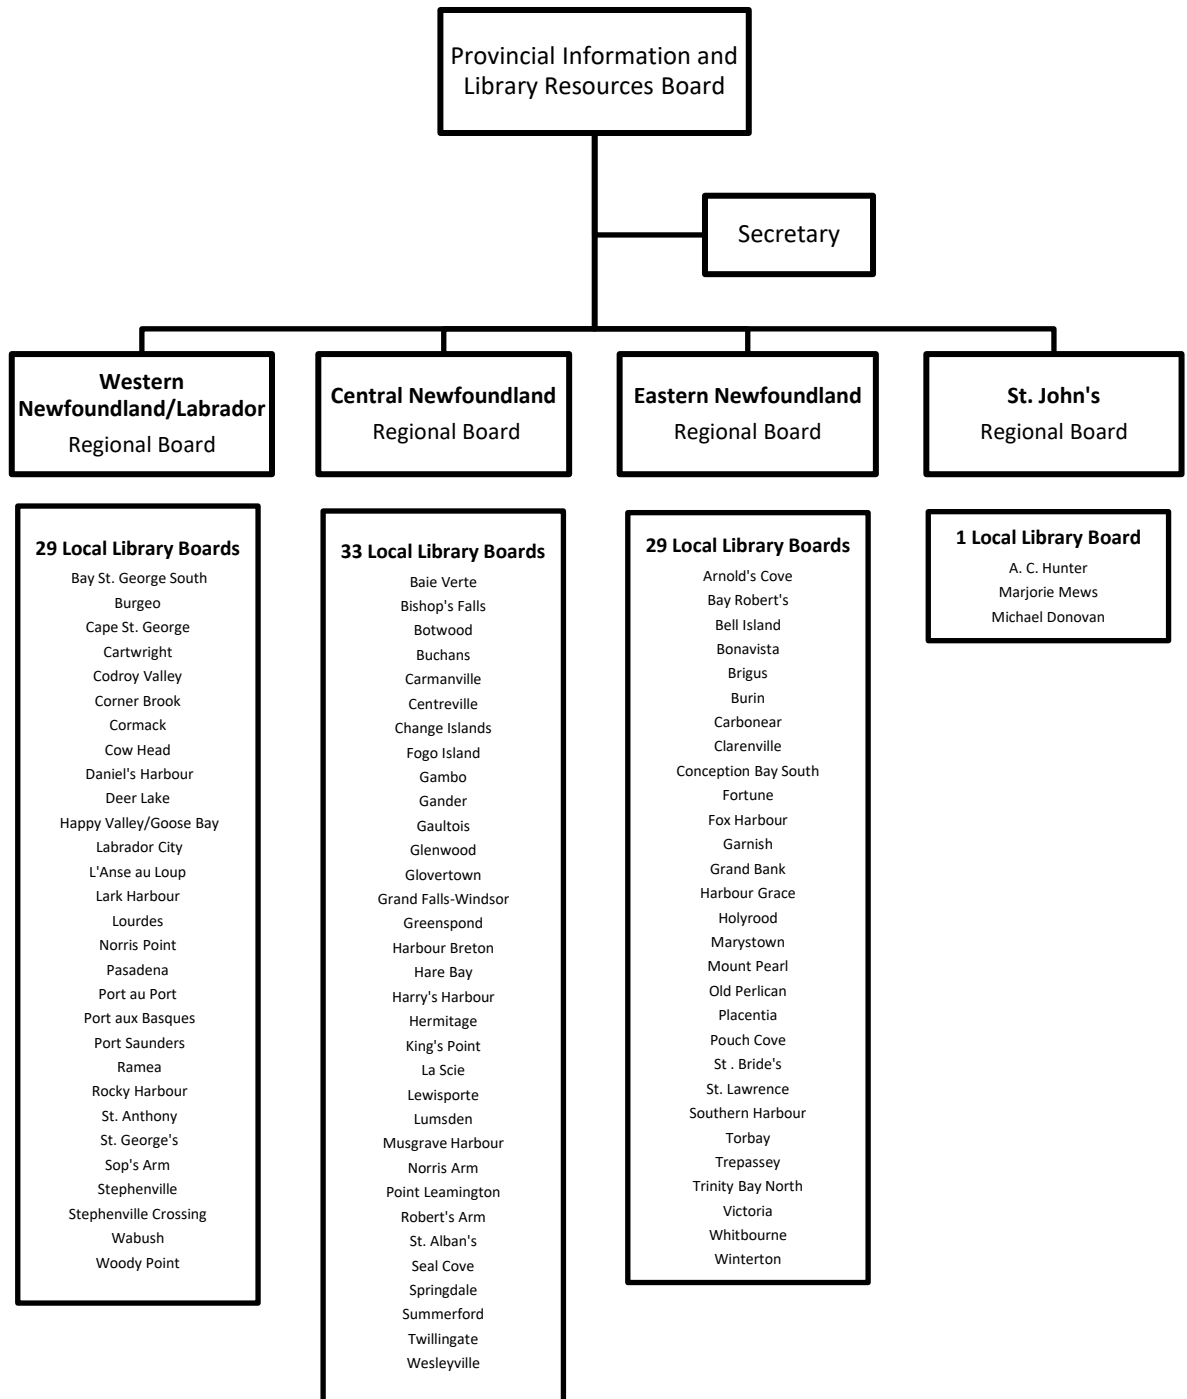 Provincial Information and
Library Resources Board
Secretary
Western
Newfoundland/Labrador
Regional Board
Central Newfoundland
Regional Board
Eastern Newfoundland
Regional Board
St. John's
Regional Board
29 Local Library Boards
Bay St. George South
Burgeo
Cape St. George
Cartwright
Codroy Valley
Corner Brook
Cormack
Cow Head
Daniel's Harbour
Deer Lake
Happy Valley/Goose Bay
Labrador City
L'Anse au Loup
Lark Harbour
Lourdes
Norris Point
Pasadena
Port au Port
Port aux Basques
Port Saunders
Ramea
Rocky Harbour
St. Anthony
St. George's
Sop's Arm
Stephenville
Stephenville Crossing
Wabush
Woody Point
33 Local Library Boards
Baie Verte
Bishop's Falls
Botwood
Buchans
Carmanville
Centreville
Change Islands
Fogo Island
Gambo
Gander
Gaultois
Glenwood
Glovertown
Grand Falls-Windsor
Greenspond
Harbour Breton
Hare Bay
Harry's Harbour
Hermitage
King's Point
La Scie
Lewisporte
Lumsden
Musgrave Harbour
Norris Arm
Point Leamington
Robert's Arm
St. Alban's
Seal Cove
Springdale
Summerford
Twillingate
Wesleyville
29 Local Library Boards
Arnold's Cove
Bay Robert's
Bell Island
Bonavista
Brigus
Burin
Carbonear
Clarenville
Conception Bay South
Fortune
Fox Harbour
Garnish
Grand Bank
Harbour Grace
Holyrood
Marystown
Mount Pearl
Old Perlican
Placentia
Pouch Cove
St . Bride's
St. Lawrence
Southern Harbour
Torbay
Trepassey
Trinity Bay North
Victoria
Whitbourne
Winterton
1 Local Library Board
A. C. Hunter
Marjorie Mews
Michael Donovan